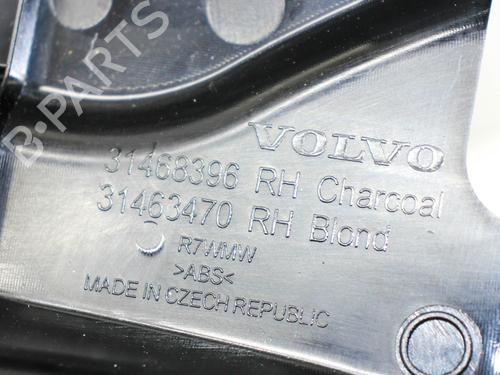 B-PARTS
VOLVO
31468396 RH Charcoal
31463470 RH Blond
R7WMW
>ABS<
MADE IN CZECH REPUBLIC